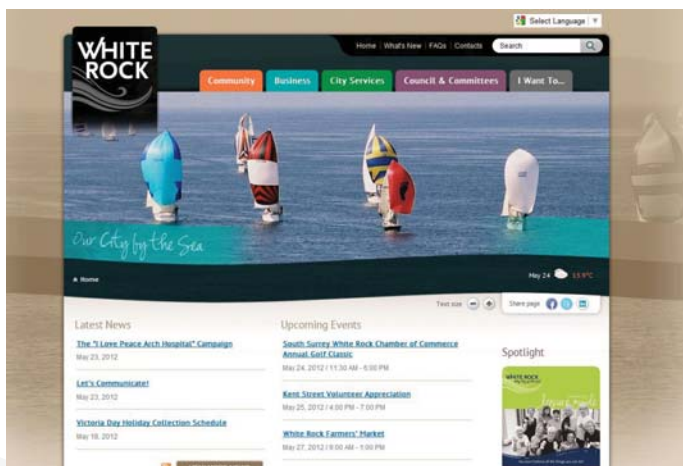 Select Language
WHITE
ROCK
Home What's New FAQs Contacts Search
Community Business City Services Council & Committees I Want To...
Our City by the Sea
Home
May 24 13.9°C
Text size Share page
Latest News
The "I Love Peace Arch Hospital" Campaign
May 23, 2012
Let's Communicate!
May 23, 2012
Victoria Day Holiday Collection Schedule
May 18, 2012
Upcoming Events
South Surrey White Rock Chamber of Commerce
Annual Golf Classic
May 24, 2012 / 11:30 AM - 6:00 PM
Kent Street Volunteer Appreciation
May 25, 2012 / 4:00 PM - 7:00 PM
White Rock Farmers' Market
May 27, 2012 / 9:00 AM - 1:00 PM
Spotlight
WHITE ROCK